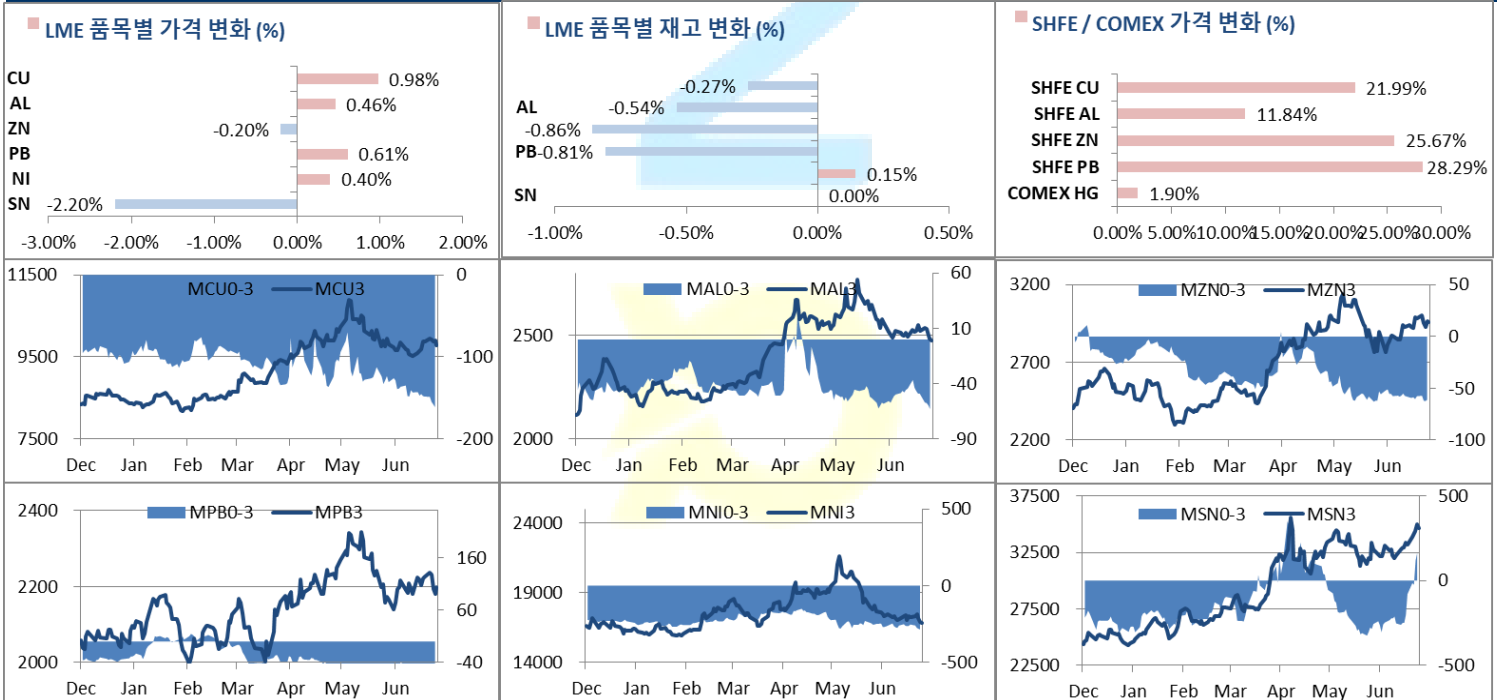 LME 품목별 가격 변화 (%)
CU
0.98%
AL
0.46%
ZN
-0.20%
PB
0.61%
NI
0.40%
SN
-2.20%
-3.00% -2.00% -1.00% 0.00% 1.00% 2.00%
LME 품목별 재고 변화 (%)
-0.27%
AL
-0.54%
-0.86%
PB
-0.81%
0.15%
SN
0.00%
-1.00% -0.50% 0.00% 0.50%
SHFE / COMEX 가격 변화 (%)
SHFE CU
21.99%
SHFE AL
11.84%
SHFE ZN
25.67%
SHFE PB
28.29%
COMEX HG
1.90%
0.00% 5.00% 10.00% 15.00% 20.00% 25.00% 30.00%
MCU0-3 MCU3
11500
9500
7500
0
-100
-200
Dec Jan Feb Mar Apr May Jun
MAL0-3 MAL3
2500
2000
60
10
-40
-90
Dec Jan Feb Mar Apr May Jun
MZN0-3 MZN3
3200
2700
2200
50
0
-50
-100
Dec Jan Feb Mar Apr May Jun
MPB0-3 MPB3
2400
2200
2000
160
60
-40
Dec Jan Feb Mar Apr May Jun
MNI0-3 MNI3
24000
19000
14000
500
0
-500
Dec Jan Feb Mar Apr May Jun
MSN0-3 MSN3
37500
32500
27500
22500
500
0
-500
Dec Jan Feb Mar Apr May Jun